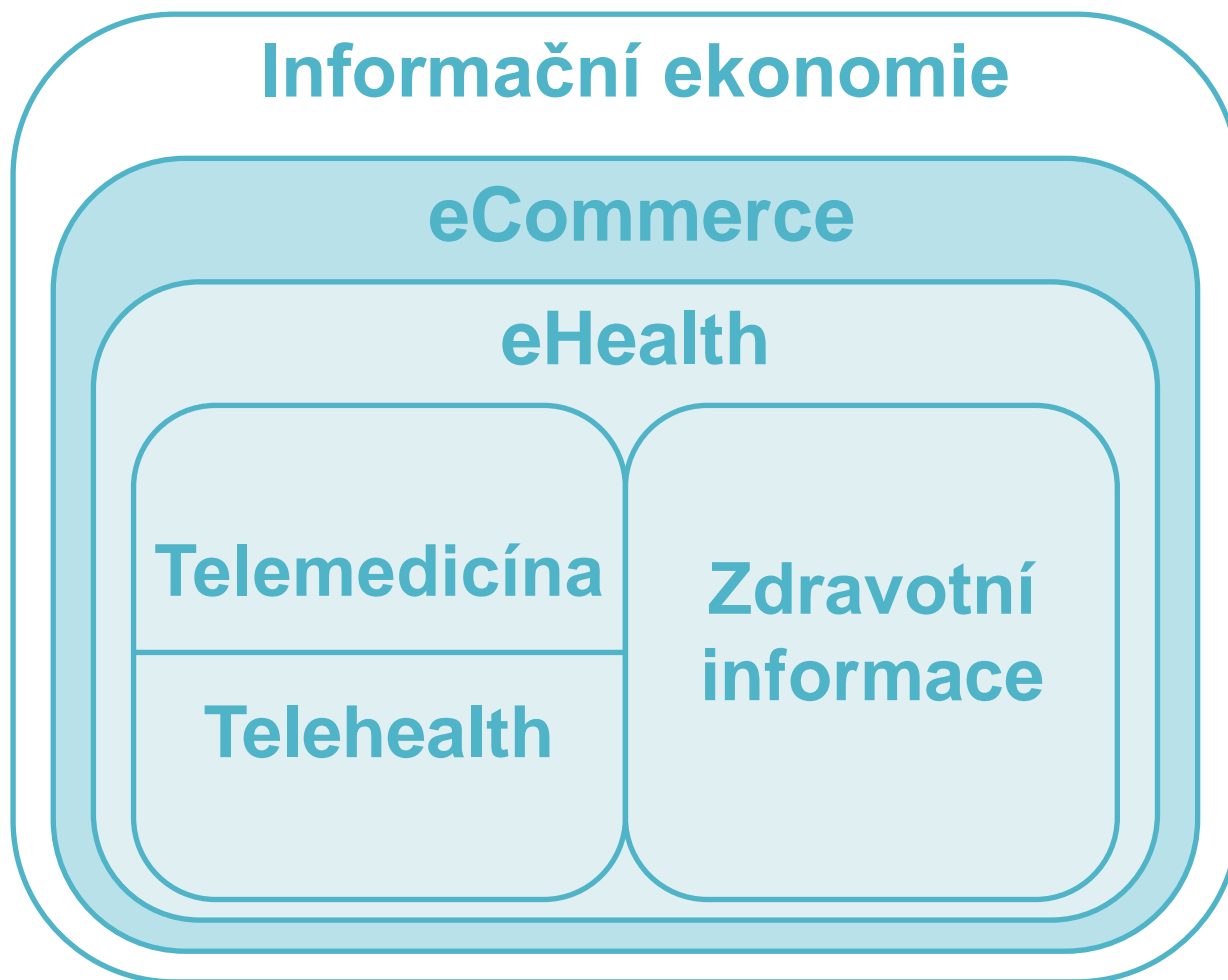 Informační ekonomie
eCommerce
eHealth
Telemedicína
Telehealth
Zdravotní
informace